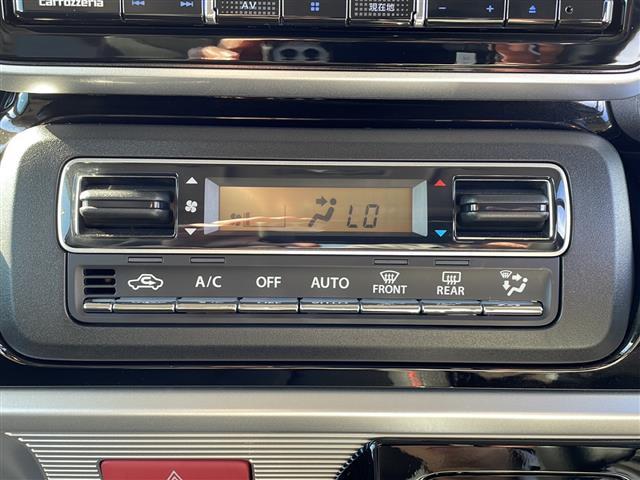 carrozzeria
AV 現在地 - +
LO
A/C OFF AUTO FRONT REAR